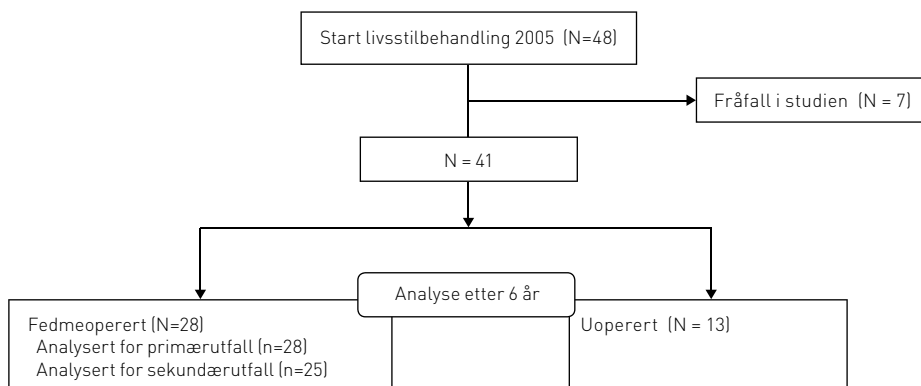 Start livsstilbehandling 2005 (N=48)
Fråfall i studien (N = 7)
N = 41
Analyse etter 6 år
Fedmeoperert (N=28)
Analysert for primærutfall (n=28)
Analysert for sekundærutfall (n=25)
Uoperert (N = 13)